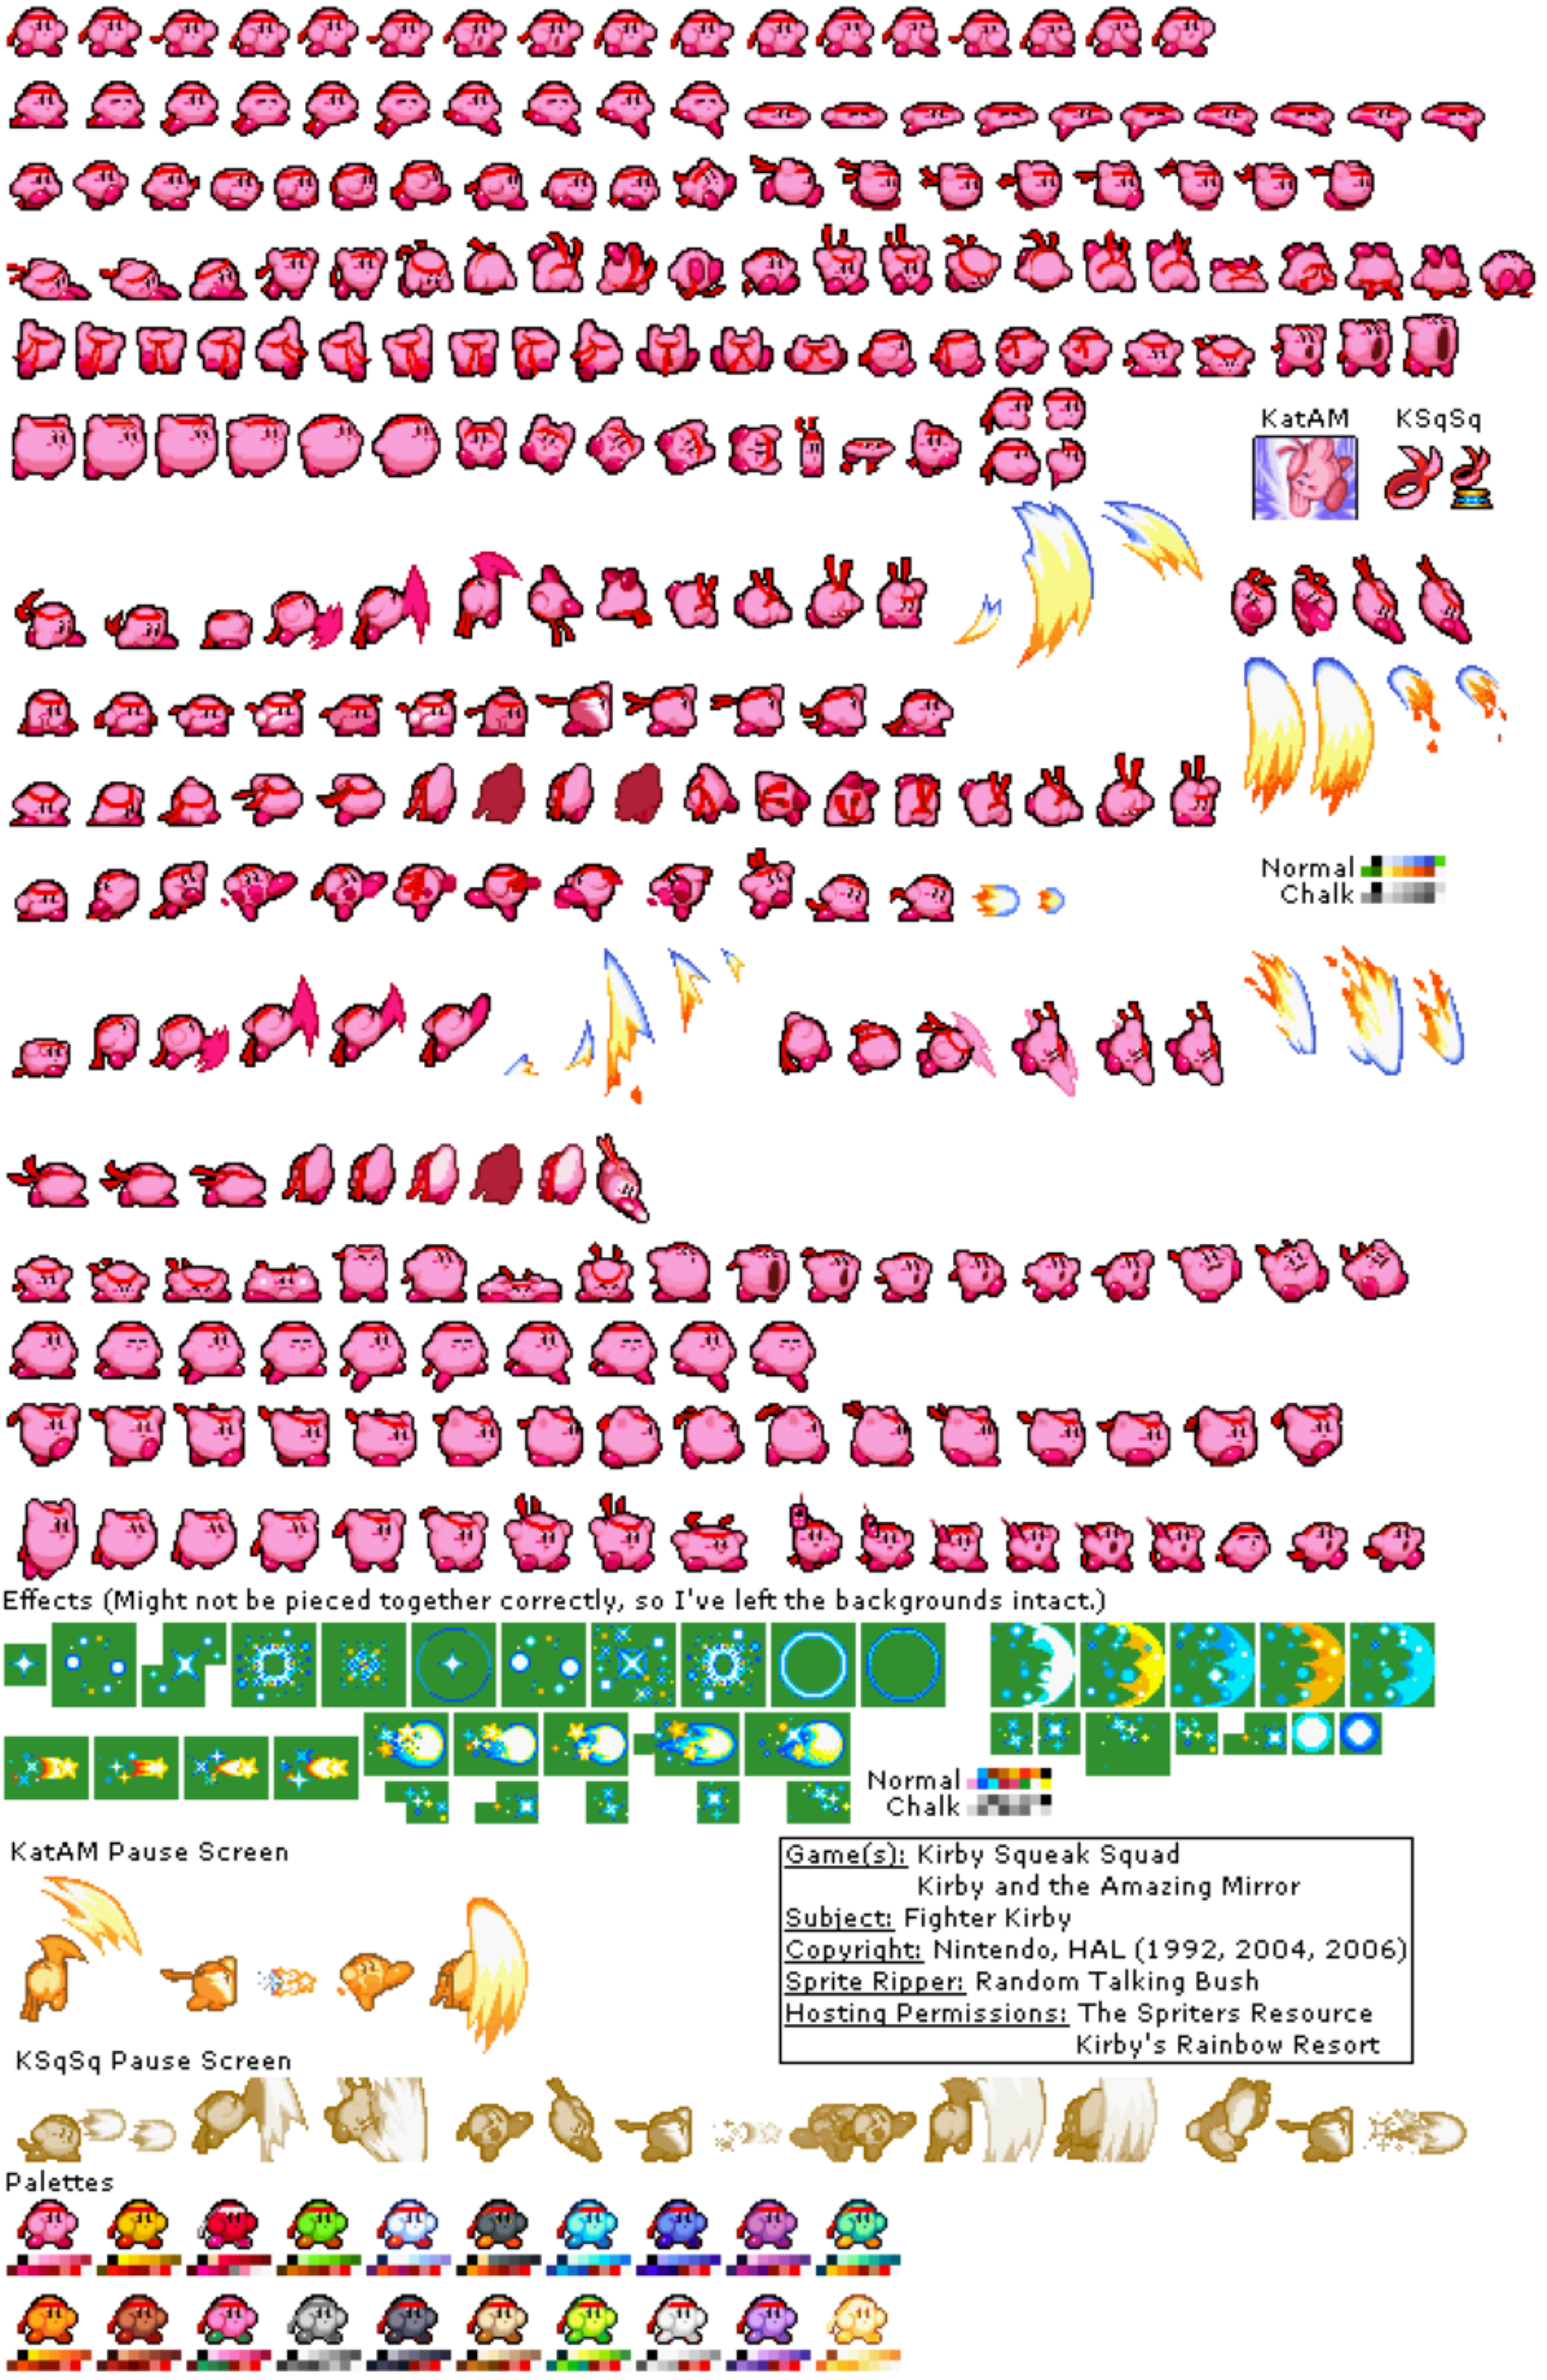 KatAM
KSqSq
Normal
Chalk
Effects (Might not be pieced together correctly, so I've left the backgrounds intact.)
Normal
Chalk
KatAM Pause Screen
Game(s): Kirby Squeak Squad
Kirby and the Amazing Mirror
Subject: Fighter Kirby
Copyright: Nintendo, HAL (1992, 2004, 2006)
Sprite Ripper: Random Talking Bush
Hosting Permissions: The Spriters Resource
Kirby's Rainbow Resort
KSqSq Pause Screen
Palettes